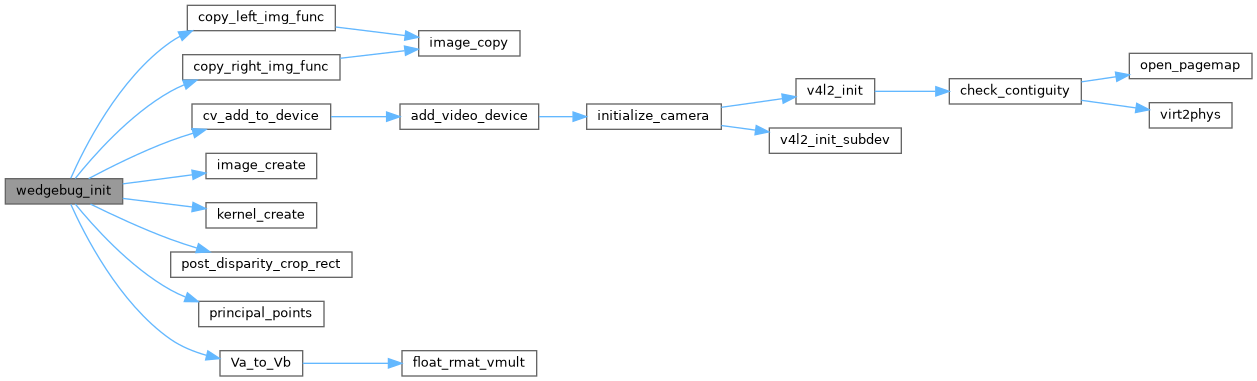 wedgebug_init
copy_left_img_func
copy_right_img_func
image_copy
cv_add_to_device
add_video_device
initialize_camera
v4l2_init
check_contiguity
open_pagemap
virt2phys
v4l2_init_subdev
image_create
kernel_create
post_disparity_crop_rect
principal_points
Va_to_Vb
float_rmat_vmult